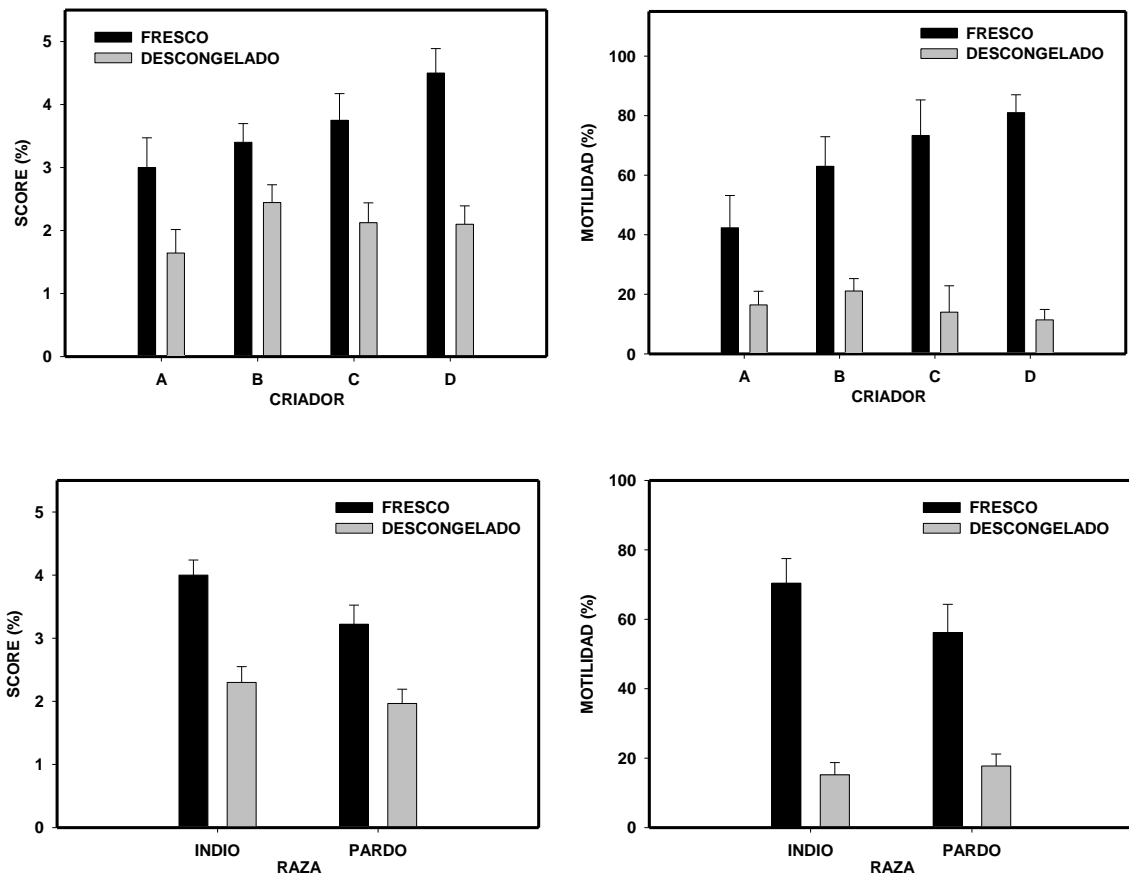 FRESCO
DESCONGELADO
SCORE (%)
5
4
3
2
1
0
A B C D
CRIADOR
FRESCO
DESCONGELADO
MOTILIDAD (%)
100
80
60
40
20
0
A B C D
CRIADOR
FRESCO
DESCONGELADO
SCORE (%)
5
4
3
2
1
0
INDIO PARDO
RAZA
FRESCO
DESCONGELADO
MOTILIDAD (%)
100
80
60
40
20
0
INDIO PARDO
RAZA